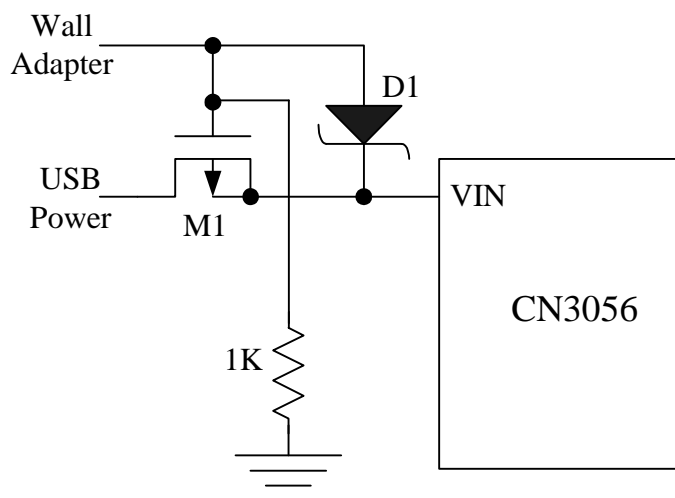 Wall
Adapter
D1
USB
Power
M1
VIN
CN3056
1K